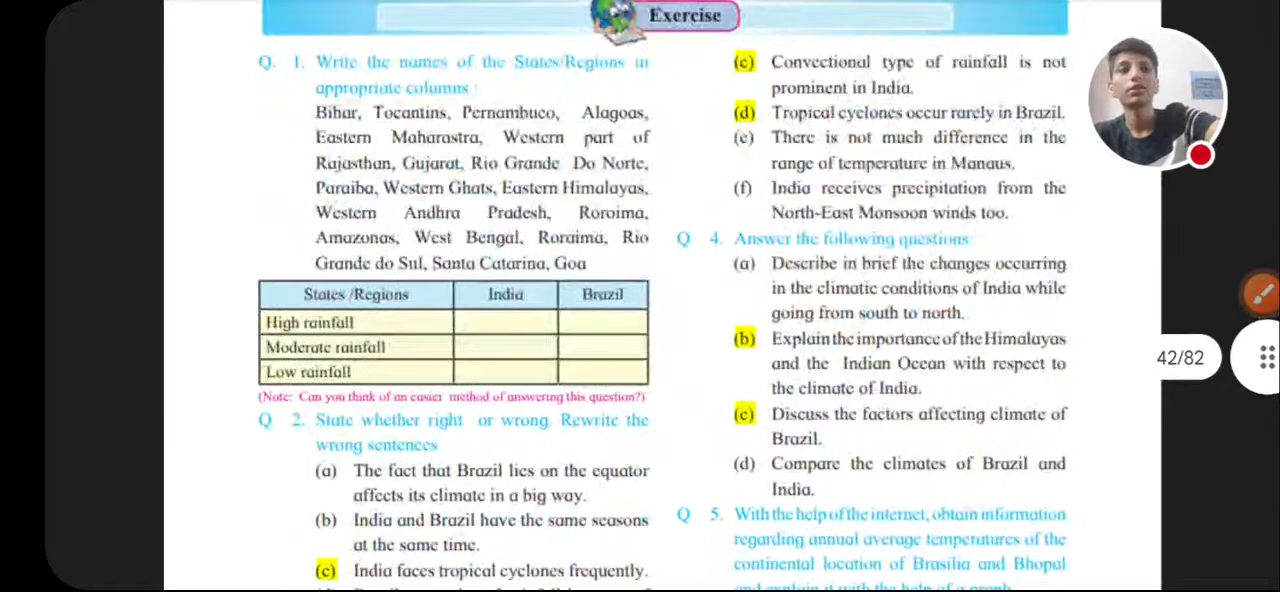 Exercise
Q. 1. Write the names of the States/Regions in
appropriate columns :
Bihar, Tocantins, Pernambuco, Alagoas,
Eastern Maharastra, Western part of
Rajasthan, Gujarat, Rio Grande Do Norte,
Paraiba, Western Ghats, Eastern Himalayas,
Western Andhra Pradesh, Roroima,
Amazonas, West Bengal, Roraima, Rio
Grande do Sul, Santa Catarina, Goa
States /Regions India Brazil
High rainfall
Moderate rainfall
Low rainfall
(Note: Can you think of an easier method of answering this question?)
Q 2. State whether right or wrong. Rewrite the
wrong sentences
(a) The fact that Brazil lies on the equator
affects its climate in a big way.
(b) India and Brazil have the same seasons
at the same time.
(c) India faces tropical cyclones frequently.
(c) Convectional type of rainfall is not
prominent in India.
(d) Tropical cyclones occur rarely in Brazil.
(e) There is not much difference in the
range of temperature in Manaus.
(f) India receives precipitation from the
North-East Monsoon winds too.
Q 4. Answer the following questions:
(a) Describe in brief the changes occurring
in the climatic conditions of India while
going from south to north.
(b) Explain the importance of the Himalayas
and the Indian Ocean with respect to
the climate of India.
(c) Discuss the factors affecting climate of
Brazil.
(d) Compare the climates of Brazil and
India.
Q 5. With the help of the internet, obtain information
regarding annual average temperatures of the
continental location of Brasilia and Bhopal
and explain it with the help of a graph
42/82